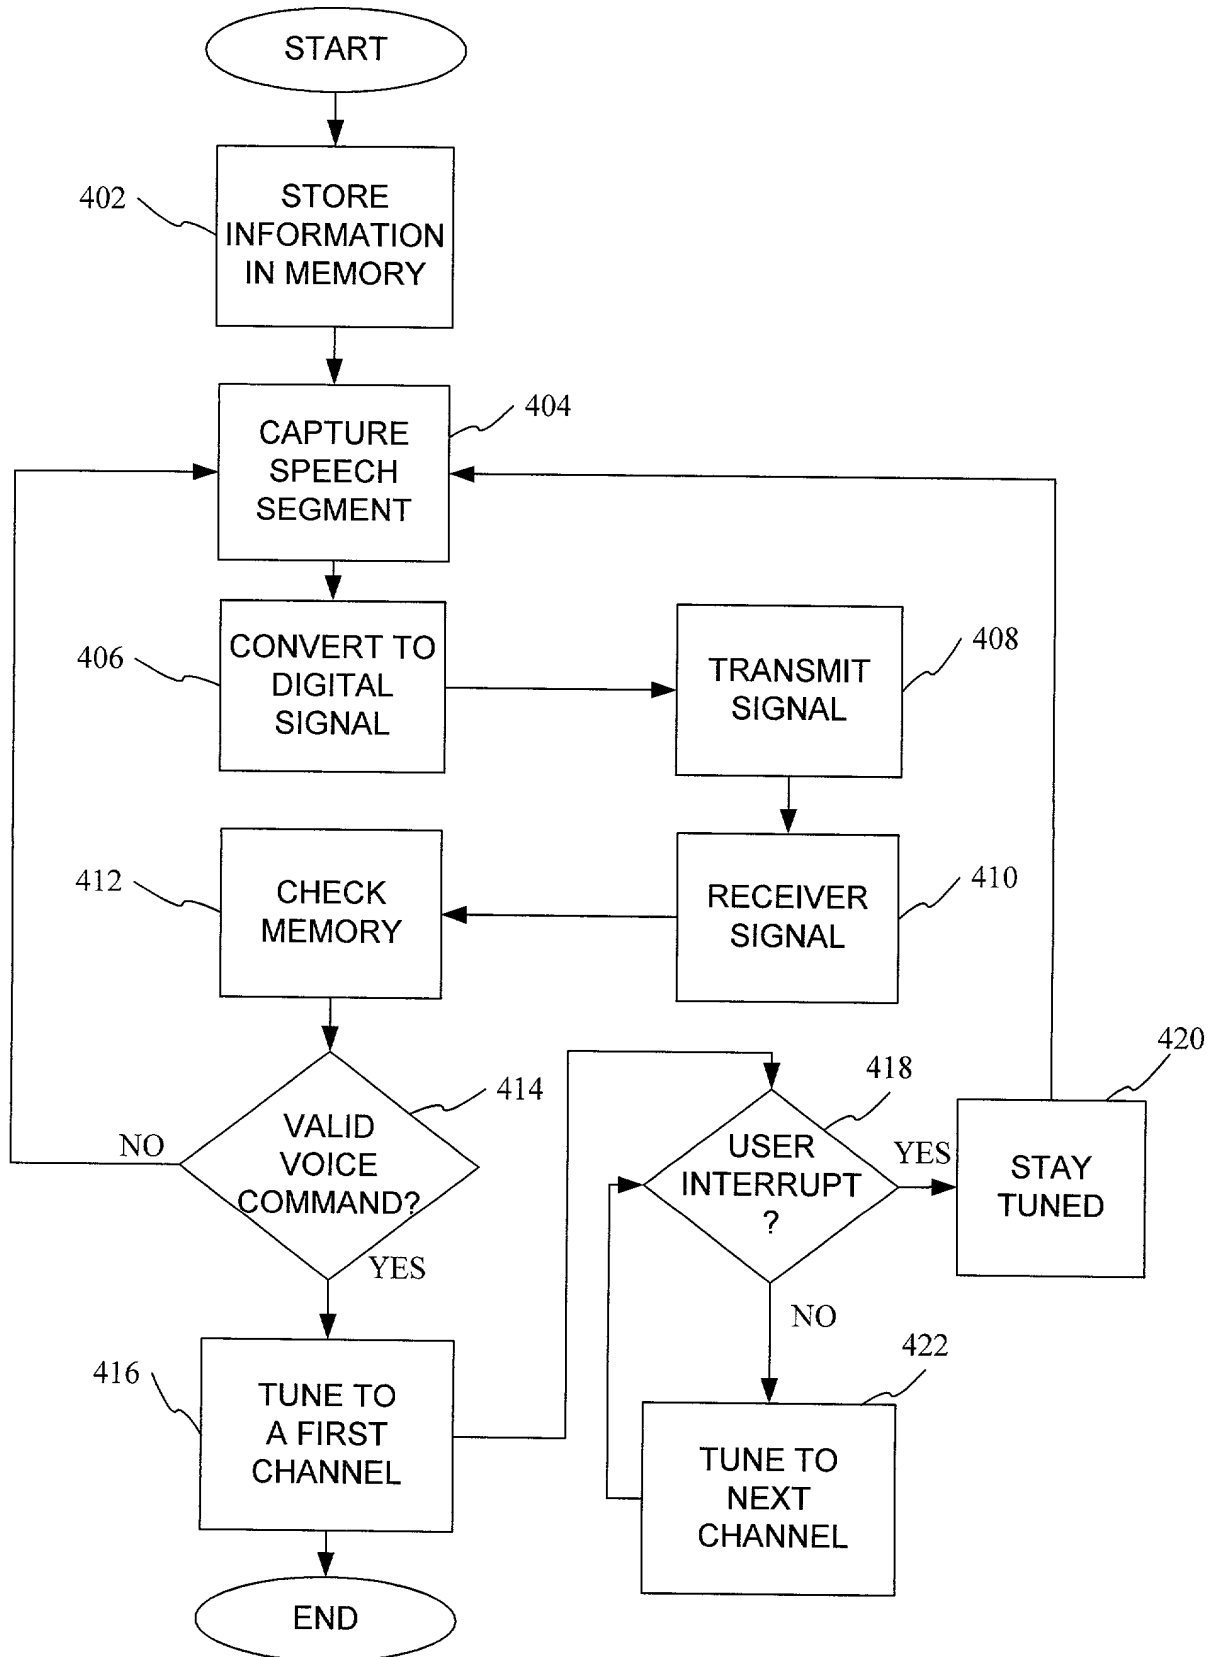 START
402
STORE
INFORMATION
IN MEMORY
404
CAPTURE
SPEECH
SEGMENT
406
CONVERT TO
DIGITAL
SIGNAL
408
TRANSMIT
SIGNAL
410
RECEIVER
SIGNAL
412
CHECK
MEMORY
414
VALID
VOICE
COMMAND?
NO
YES
416
TUNE TO
A FIRST
CHANNEL
END
418
USER
INTERRUPT
?
YES
NO
420
STAY
TUNED
422
TUNE TO
NEXT
CHANNEL